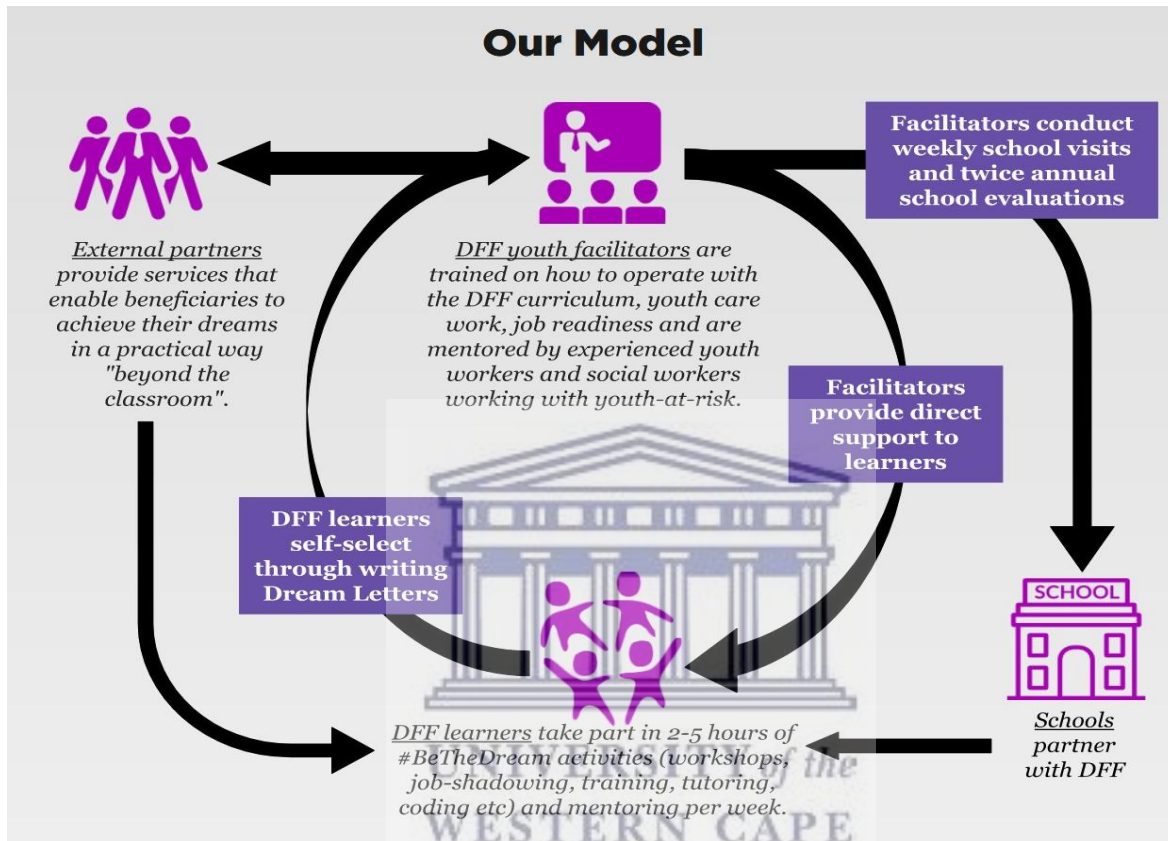 Our Model
External partners
provide services that
enable beneficiaries to
achieve their dreams
in a practical way
"beyond the
classroom".
DFF youth facilitators are
trained on how to operate with
the DFF curriculum, youth care
work, job readiness and are
mentored by experienced youth
workers and social workers
working with youth-at-risk.
Facilitators conduct
weekly school visits
and twice annual
school evaluations
Facilitators
provide direct
support to
learners
DFF learners
self-select
through writing
Dream Letters
SCHOOL
Schools
partner
with DFF
DFF learners take part in 2-5 hours of
#BeTheDream activities (workshops,
job-shadowing, training, tutoring,
coding etc) and mentoring per week.
UNIVERSITY of the
WESTERN CAPE